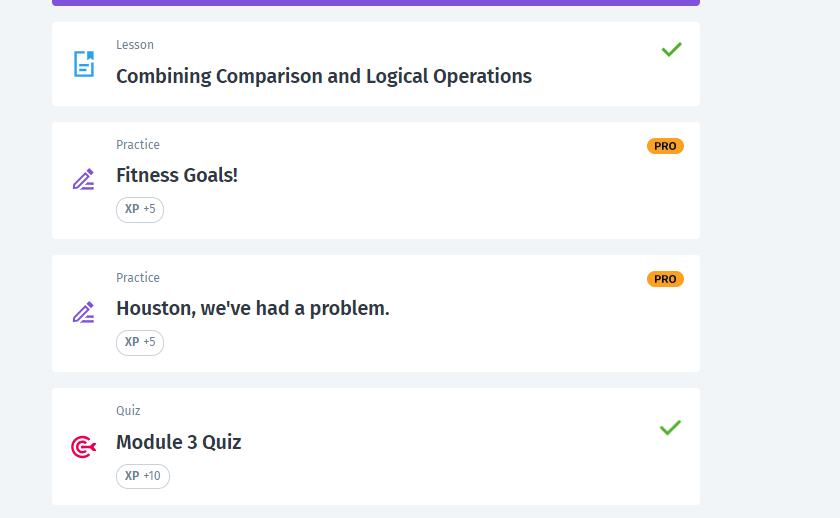 Lesson
Combining Comparison and Logical Operations
Practice
PRO
Fitness Goals!
XP +5
Practice
PRO
Houston, we've had a problem.
XP +5
Quiz
Module 3 Quiz
XP +10